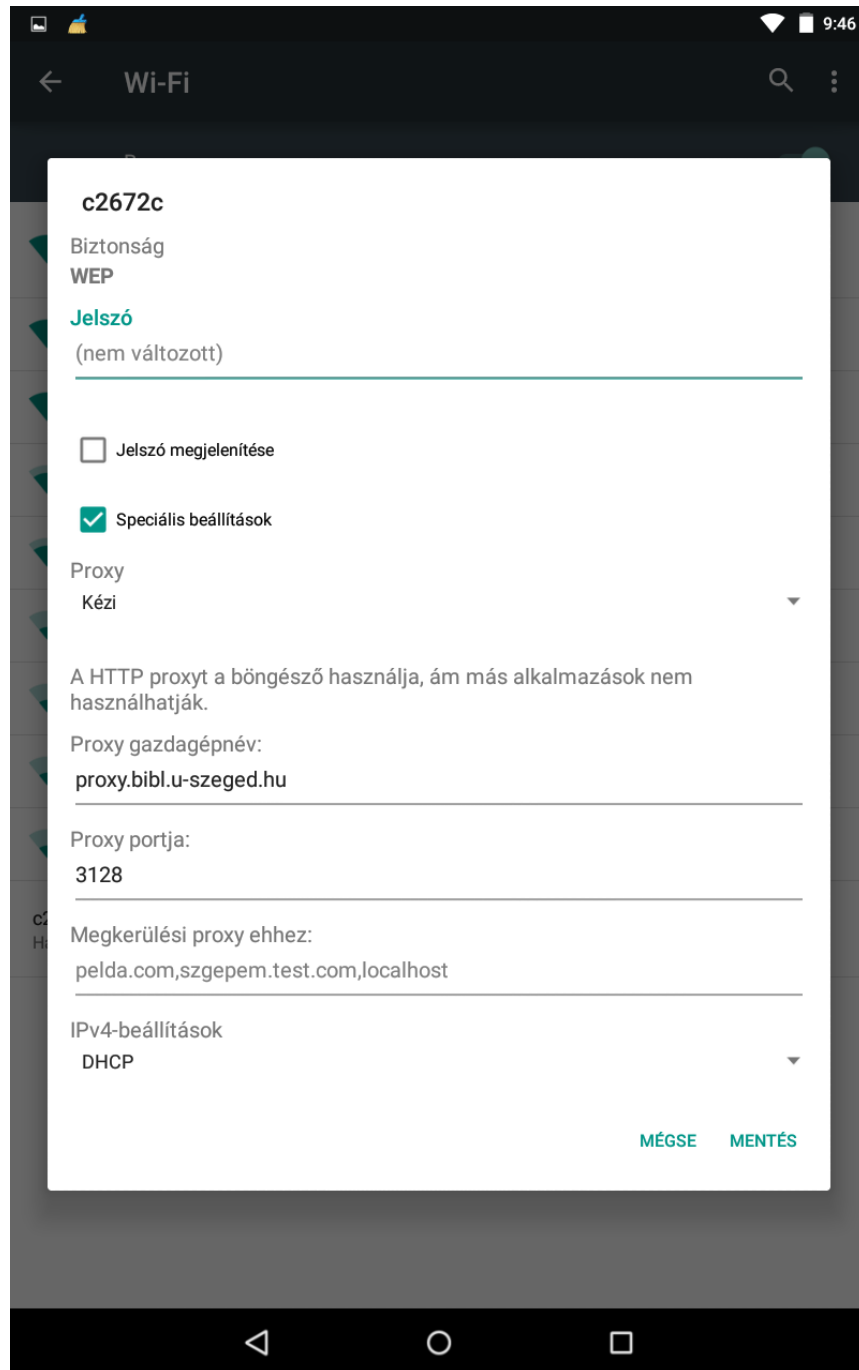 9:46
Wi-Fi
c2672c
Biztonság
WEP
Jelszó
(nem változott)
Jelszó megjelenítése
Speciális beállítások
Proxy
Kézi
A HTTP proxyt a böngésző használja, ám más alkalmazások nem
használhatják.
Proxy gazdagépnév:
proxy.bibl.u-szeged.hu
Proxy portja:
3128
Megkerülési proxy ehhez:
pelda.com,szgepem.test.com,localhost
IPv4-beállítások
DHCP
MÉGSE MENTÉS